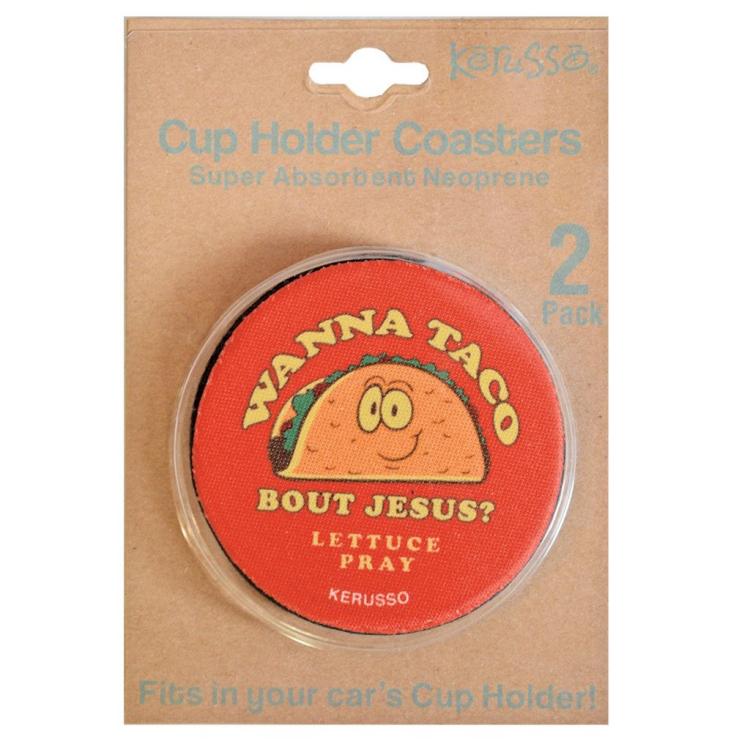 Kerusso®
Cup Holder Coasters
Super Absorbent Neoprene
2
Pack
WANNA TACO
BOUT JESUS?
LETTUCE
PRAY
KERUSSO
Fits in your car's Cup Holder!